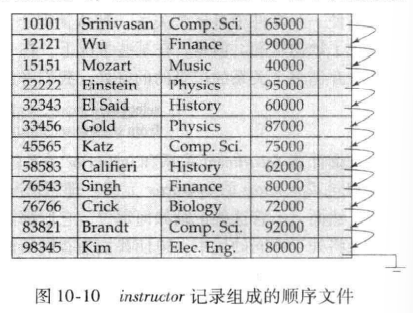 10101 Srinivasan Comp. Sci. 65000
12121 Wu Finance 90000
15151 Mozart Music 40000
22222 Einstein Physics 95000
32343 El Said History 60000
33456 Gold Physics 87000
45565 Katz Comp. Sci. 75000
58583 Califieri History 62000
76543 Singh Finance 80000
76766 Crick Biology 72000
83821 Brandt Comp. Sci. 92000
98345 Kim Elec. Eng. 80000
图 10-10 instructor 记录组成的顺序文件